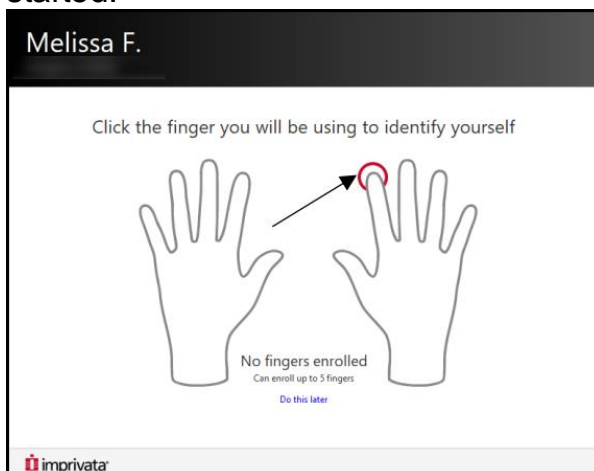 Melissa F.
Click the finger you will be using to identify yourself
No fingers enrolled
Can enroll up to 5 fingers
Do this later
imprivata